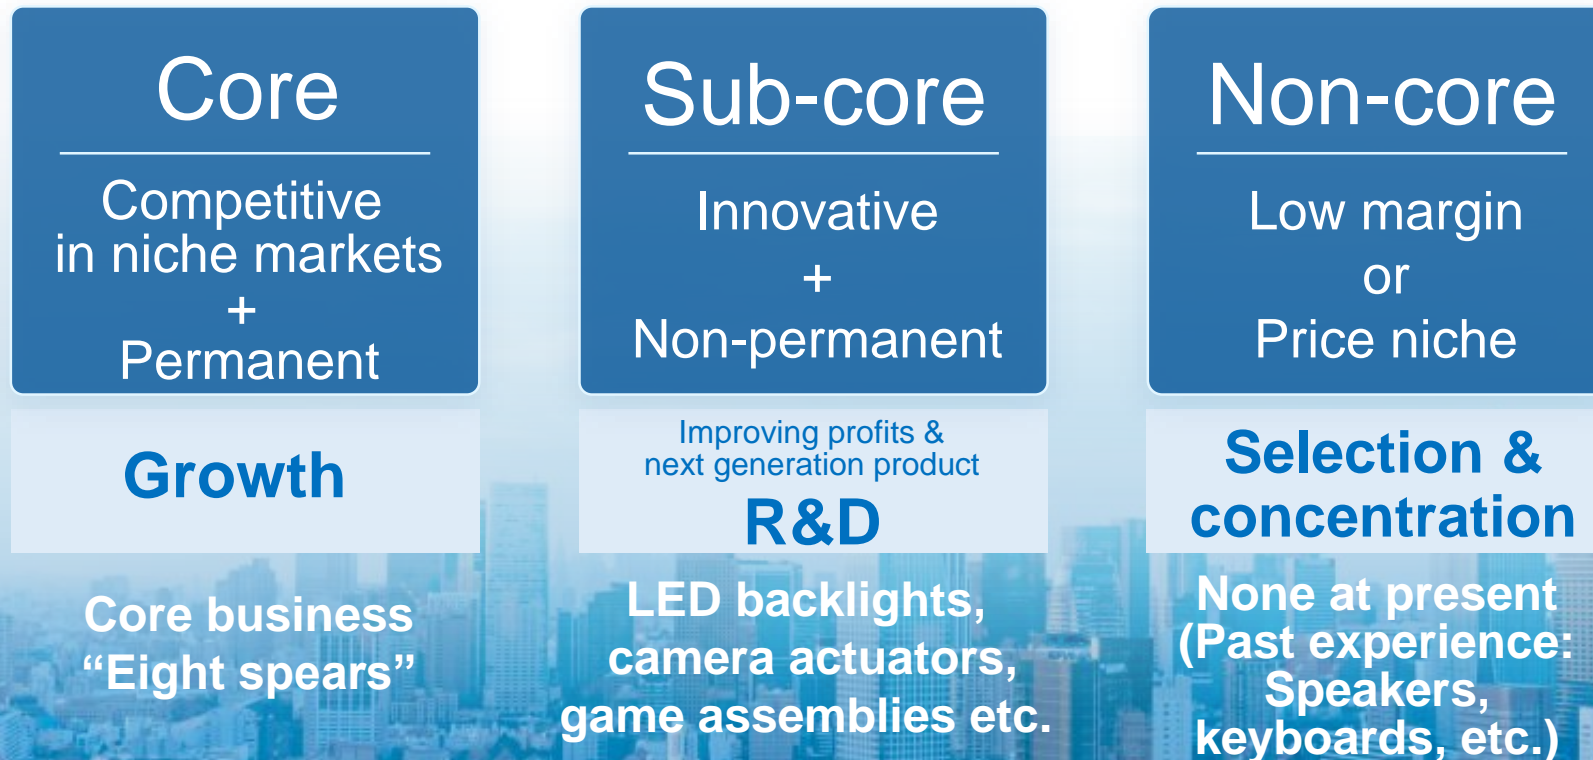 Core
Competitive
in niche markets
+
Permanent
Growth
Core business
“Eight spears”
Sub-core
Innovative
+
Non-permanent
Improving profits &
next generation product
R&D
LED backlights,
camera actuators,
game assemblies etc.
Non-core
Low margin
or
Price niche
Selection &
concentration
None at present
(Past experience:
Speakers,
keyboards, etc.)